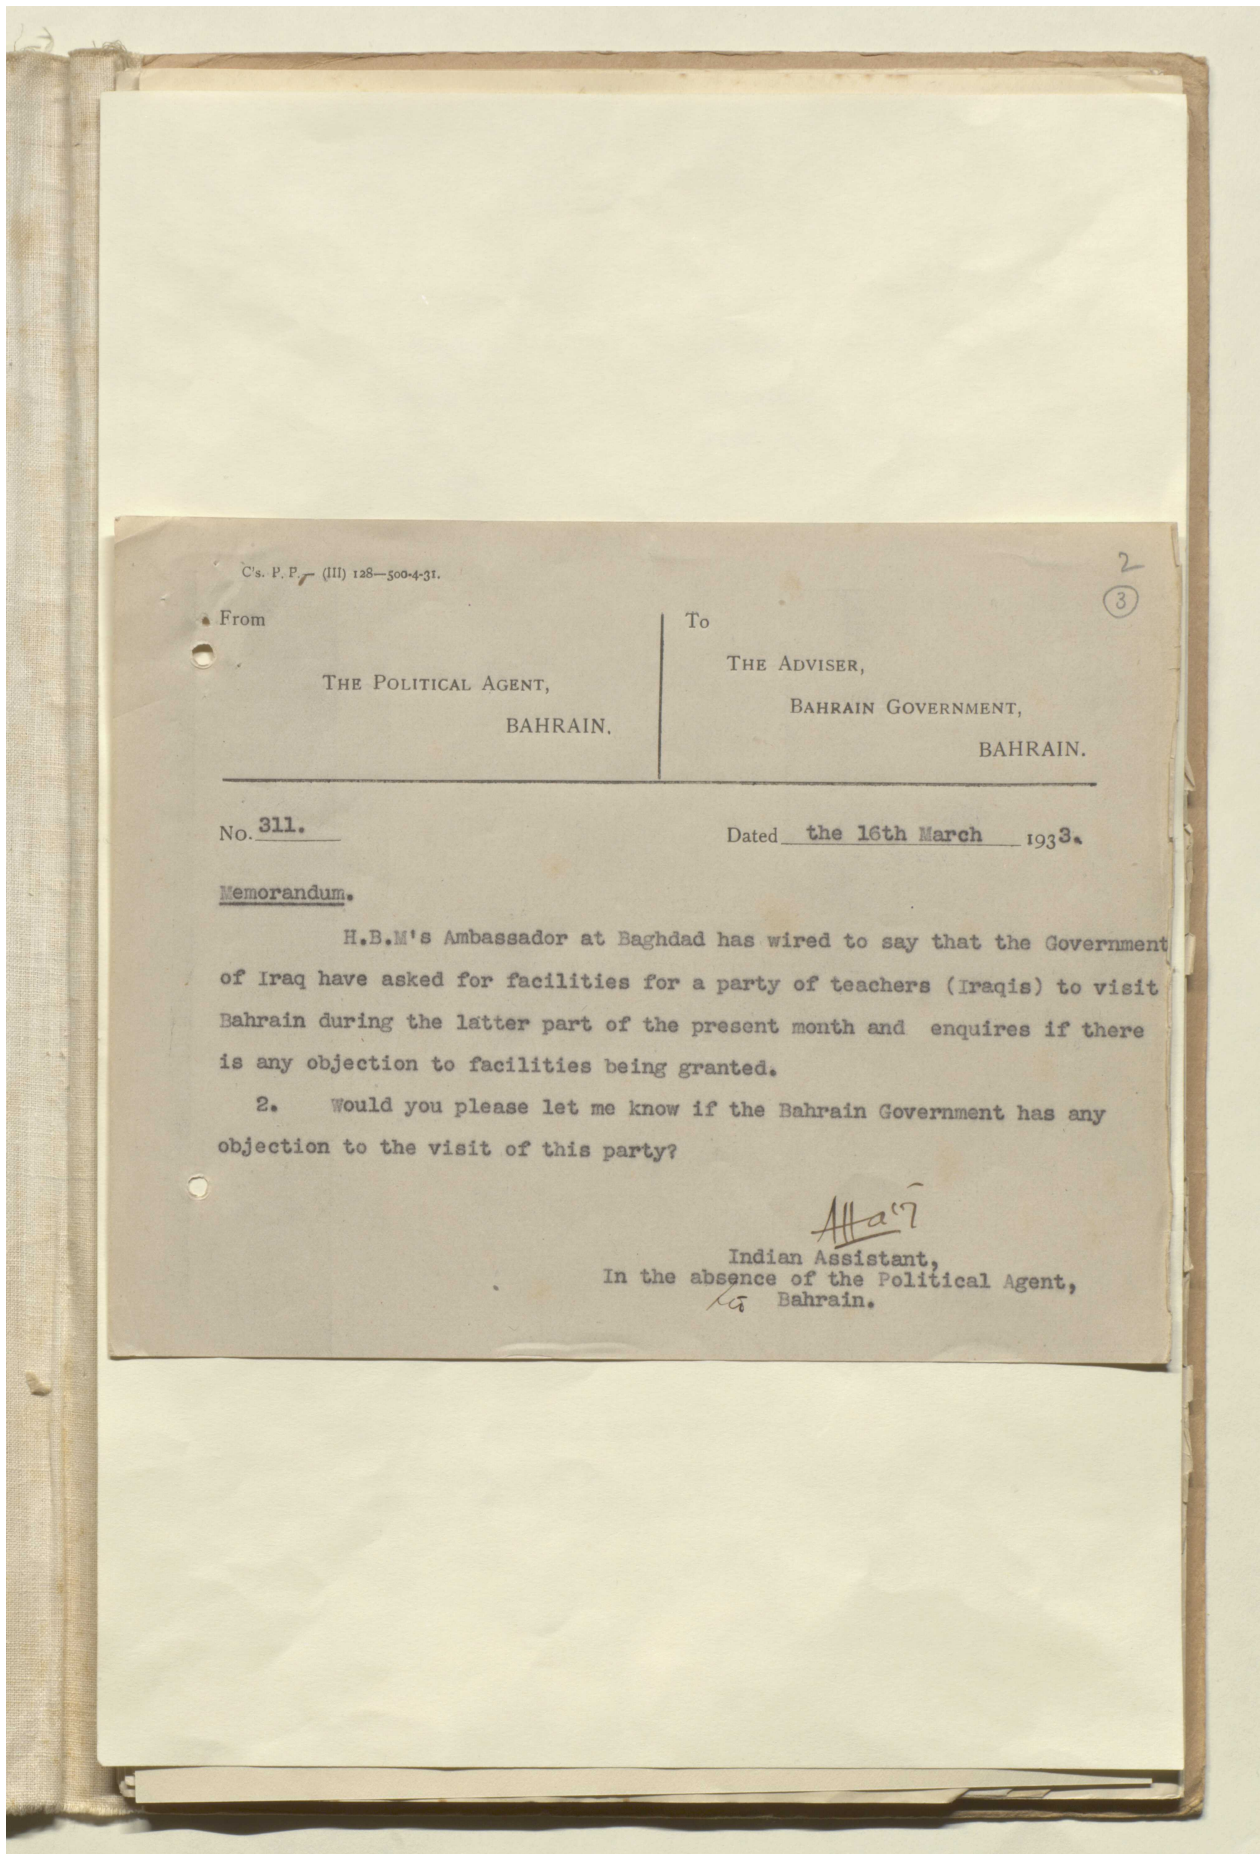 C's. P. P.— (III) 128—500-4-31.
2
3
From
THE POLITICAL AGENT,
BAHRAIN.
To
THE ADVISER,
BAHRAIN GOVERNMENT,
BAHRAIN.
No. 311.
Dated the 16th March 1933.
Memorandum.
H.B.M's Ambassador at Baghdad has wired to say that the Government
of Iraq have asked for facilities for a party of teachers (Iraqis) to visit
Bahrain during the latter part of the present month and enquires if there
is any objection to facilities being granted.
2. Would you please let me know if the Bahrain Government has any
objection to the visit of this party?
Indian Assistant,
In the absence of the Political Agent,
Bahrain.